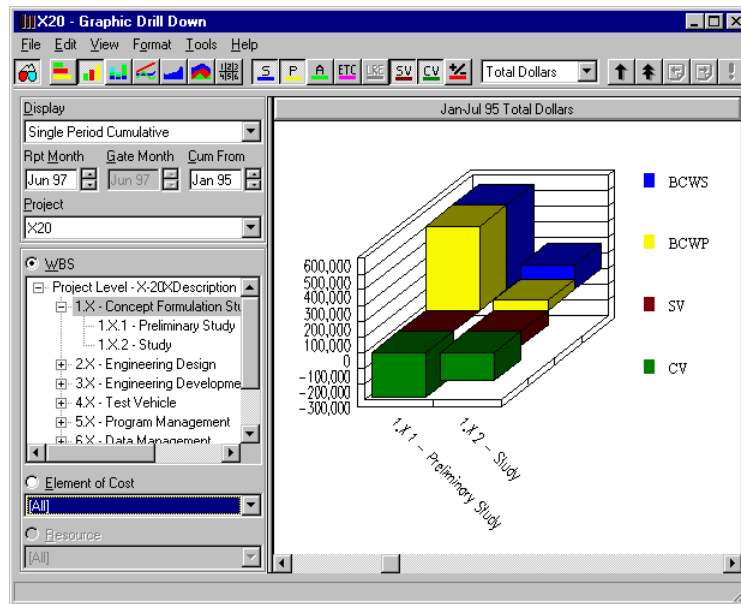 X20 - Graphic Drill Down
File Edit View Format Tools Help
S P A ETC LRE SV CV +/- Total Dollars
Display
Single Period Cumulative
Rpt Month Gate Month Cum From
Jun 97 Jun 97 Jan 95
Project
X20
WBS
Project Level - X-20XDescription
1.X - Concept Formulation Stu
1.X.1 - Preliminary Study
1.X.2 - Study
2.X - Engineering Design
3.X - Engineering Developme
4.X - Test Vehicle
5.X - Program Management
6.X - Data Management
Element of Cost
[All]
Resource
[All]
Jan-Jul 95 Total Dollars
600,000
500,000
400,000
300,000
200,000
100,000
0
-100,000
-200,000
-300,000
1.X.1 - Preliminary Study
1.X.2 - Study
BCWS
BCWP
SV
CV